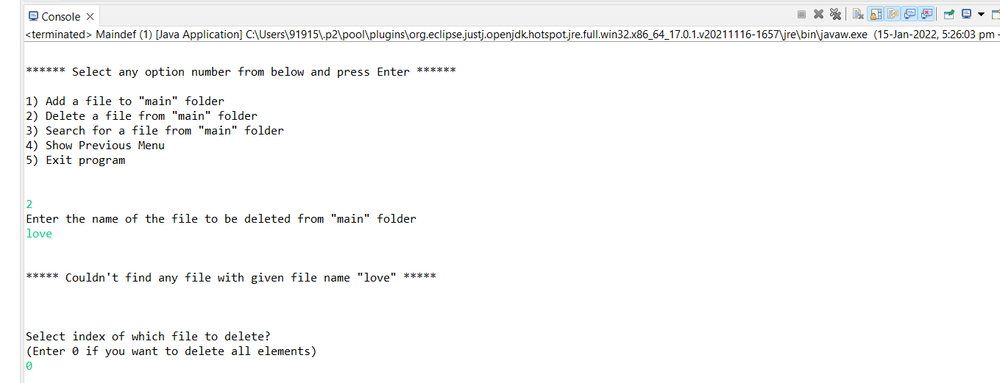 Console
<terminated> Maindef (1) [Java Application] C:\Users\91915\.p2\pool\plugins\org.eclipse.justj.openjdk.hotspot.jre.full.win32.x86_64_17.0.1.v20211116-1657\jre\bin\javaw.exe (15-Jan-2022, 5:26:03 pm -
****** Select any option number from below and press Enter ******
1) Add a file to "main" folder
2) Delete a file from "main" folder
3) Search for a file from "main" folder
4) Show Previous Menu
5) Exit program
2
Enter the name of the file to be deleted from "main" folder
love
***** Couldn't find any file with given file name "love" *****
Select index of which file to delete?
(Enter 0 if you want to delete all elements)
0